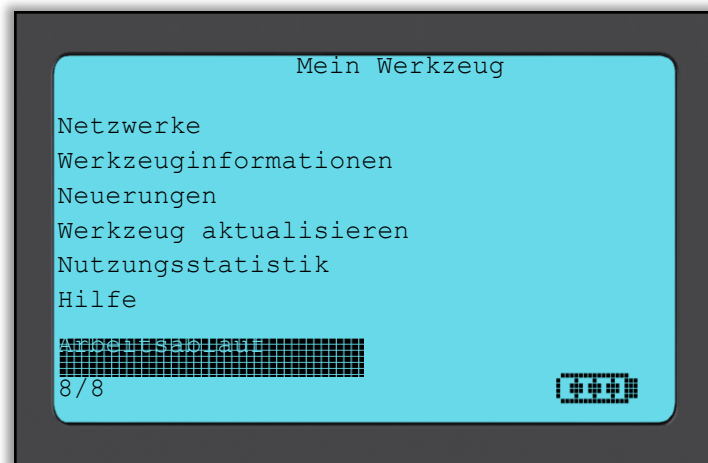 Mein Werkzeug
Netzwerke
Werkzeuginformationen
Neuerungen
Werkzeug aktualisieren
Nutzungsstatistik
Hilfe
Arbeitsablauf
8/8